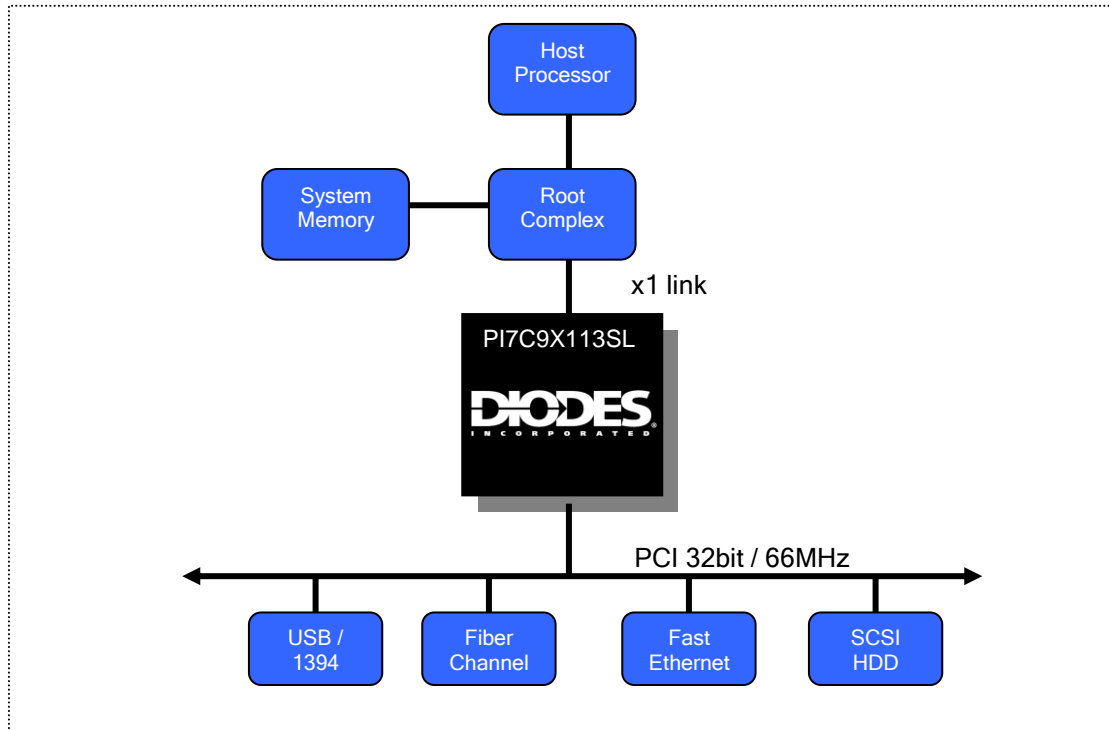 Host
Processor
System
Memory
Root
Complex
x1 link
PI7C9X113SL
DIODES®
INCORPORATED
PCI 32bit / 66MHz
USB /
1394
Fiber
Channel
Fast
Ethernet
SCSI
HDD